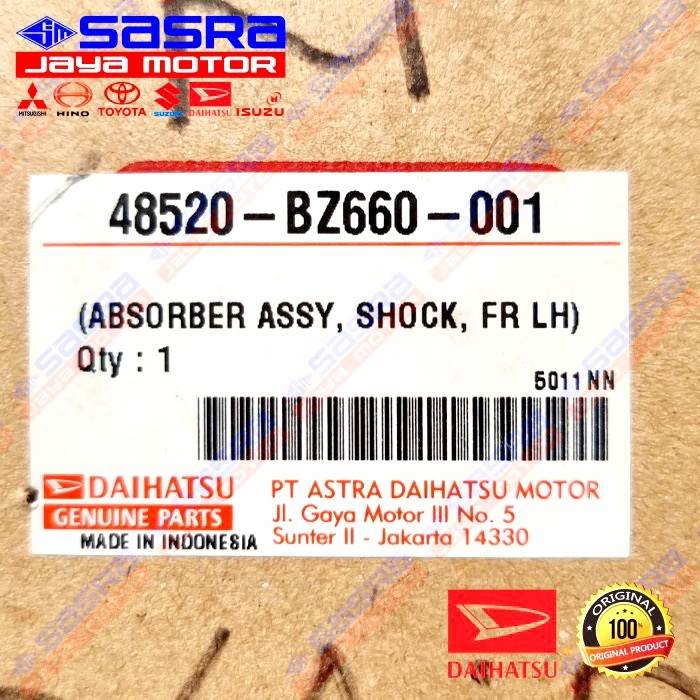 SASRA
JAYA MOTOR
MITSUBISHI HINO TOYOTA SUZUKI DAIHATSU ISUZU
48520-BZ660-001
(ABSORBER ASSY, SHOCK, FR LH)
Qty : 1
5011NN
DAIHATSU
GENUINE PARTS
MADE IN INDONESIA
PT ASTRA DAIHATSU MOTOR
Jl. Gaya Motor III No. 5
Sunter II - Jakarta 14330
DAIHATSU
ORIGINAL
100%
ORIGINAL PRODUCT
ORIGINAL